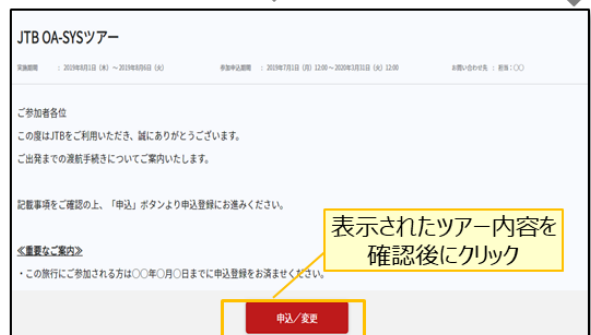 JTB OA-SYSツアー
実施期間 : 2019年8月1日 (木) ～2019年8月6日 (火) 参加申込期間 : 2019年7月1日 (月) 12:00～2020年3月31日 (火) 12:00 お問い合わせ先 : 担当：〇〇
ご参加者各位
この度はJTBをご利用いただき、誠にありがとうございます。
ご出発までの渡航手続きについてご案内いたします。
記載事項をご確認の上、「申込」ボタンより申込登録にお進みください。
表示されたツアー内容を
確認後にクリック
≪重要なご案内≫
・この旅行にご参加される方は〇〇年〇月〇日までに申込登録をお済ませください。
申込／変更